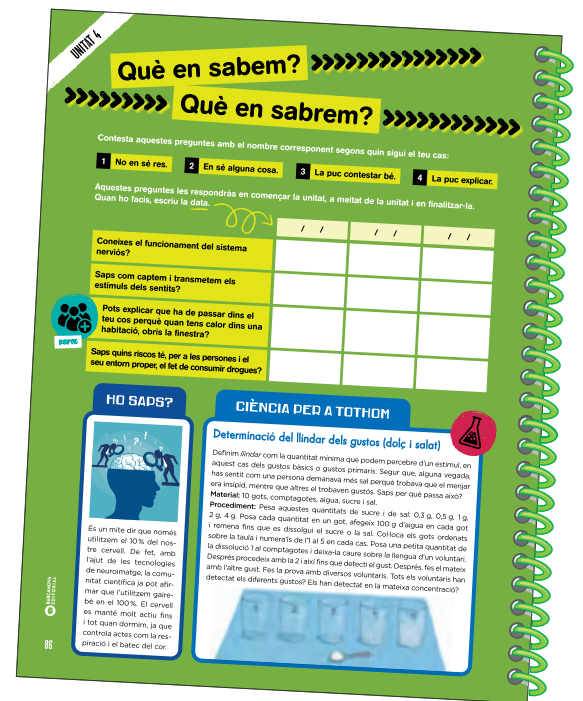 UNITAT 4
Què en sabem?
Què en sabrem?
Contesta aquestes preguntes amb el nombre corresponent segons quin sigui el teu cas:
1 No en sé res.
2 En sé alguna cosa.
3 La puc contestar bé.
4 La puc explicar.
Aquestes preguntes les respondràs en començar la unitat, a meitat de la unitat i en finalitzar-la.
Quan ho facis, escriu la data.
/ /
/ /
/ /
Coneixes el funcionament del sistema
nerviós?
Saps com captem i transmetem els
estímuls dels sentits?
Pots explicar que ha de passar dins el
teu cos perquè quan tens calor dins una
habitació, obris la finestra?
REPTE
Saps quins riscos té, per a les persones i el
seu entorn proper, el fet de consumir drogues?
HO SAPS?
És un mite dir que només
utilitzem el 10 % del nos-
tre cervell. De fet, amb
l'ajut de les tecnologies
de neuroimatge, la comu-
nitat científica ja pot afir-
mar que l'utilitzem gaire-
bé en el 100 %. El cervell
es manté molt actiu fins
i tot quan dormim, ja que
controla actes com la res-
piració i el batec del cor.
CIÈNCIA PER A TOTHOM
Determinació del llindar dels gustos (dolç i salat)
Definim llindar com la quantitat mínima que podem percebre d'un estímul, en
aquest cas dels gustos bàsics o gustos primaris. Segur que, alguna vegada,
has sentit com una persona demanava més sal perquè trobava que el menjar
era insípid, mentre que altres el trobaven gustós. Saps per què passa això?
Material: 10 gots, comptagotes, aigua, sucre i sal.
Procediment: Pesa aquestes quantitats de sucre i de sal: 0,3 g, 0,5 g, 1 g,
2 g, 4 g. Posa cada quantitat en un got, afegeix 100 g d'aigua en cada got
i remena fins que es dissolgui el sucre o la sal. Col·loca els gots ordenats
sobre la taula i numera'ls de l'1 al 5 en cada cas. Posa una petita quantitat de
la dissolució 1 al comptagotes i deixa-la caure sobre la llengua d'un voluntari.
Després procedeix amb la 2 i així fins que detecti el gust. Després, fes el mateix
amb l'altre gust. Fes la prova amb diversos voluntaris. Tots els voluntaris han
detectat els diferents gustos? Els han detectat en la mateixa concentració?
BARCANOVA
EDITORIAL
86